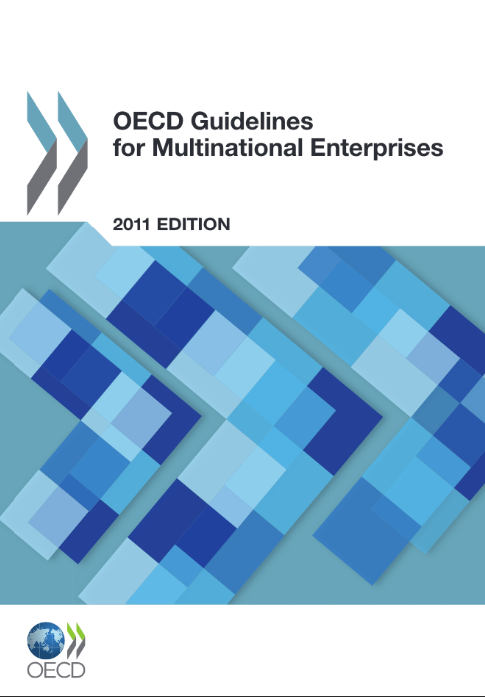 OECD Guidelines
for Multinational Enterprises
2011 EDITION
OECD